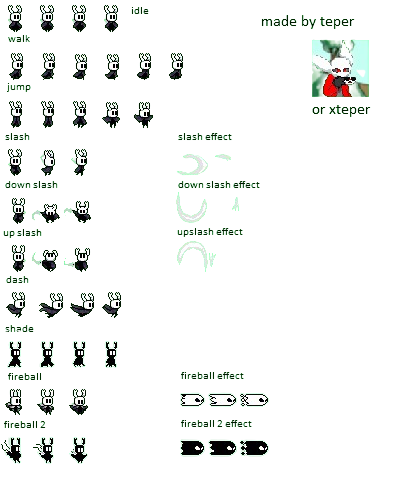 idle
made by teper
walk
jump
or xteper
slash
slash effect
down slash
down slash effect
up slash
upslash effect
dash
shade
fireball
fireball effect
fireball 2
fireball 2 effect